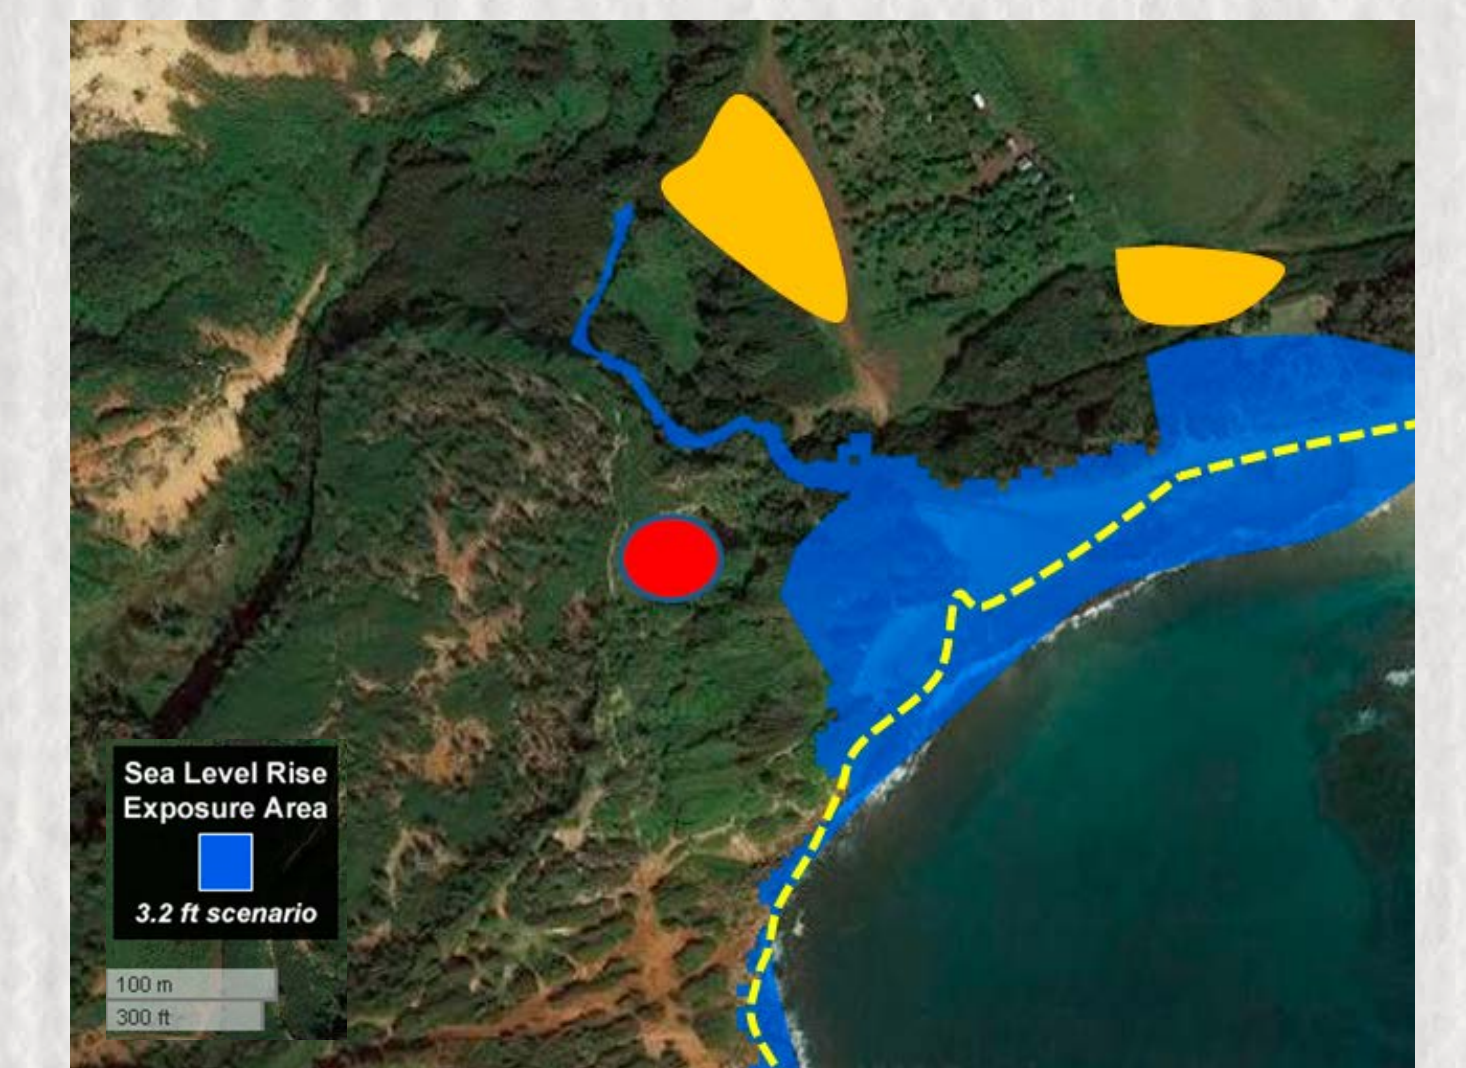 Sea Level Rise
Exposure Area
3.2 ft scenario
100 m
300 ft